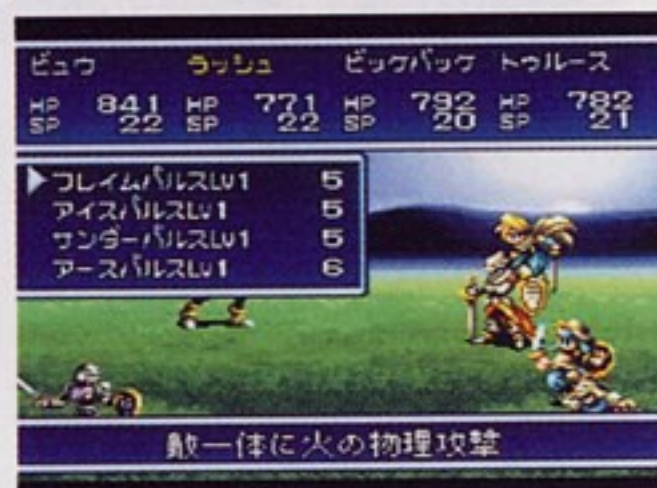 ビュウ ラッシュ ビッケバッケ トゥルース
HP 841 HP 771 HP 792 HP 782
SP 22 SP 22 SP 20 SP 21
フレイムパルスLv1 5
アイスパルスLv1 5
サンダーパルスLv1 5
アースパルスLv1 6
敵一体に火の物理攻撃